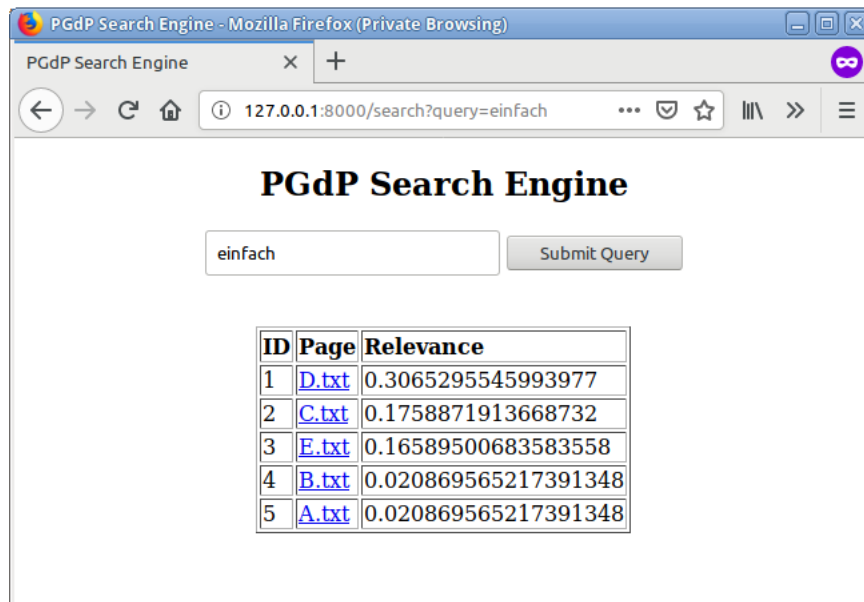 PGdP Search Engine - Mozilla Firefox (Private Browsing)
PGdP Search Engine
127.0.0.1:8000/search?query=einfach
PGdP Search Engine
einfach Submit Query
ID Page Relevance
1 D.txt 0.3065295545993977
2 C.txt 0.1758871913668732
3 E.txt 0.16589500683583558
4 B.txt 0.020869565217391348
5 A.txt 0.020869565217391348